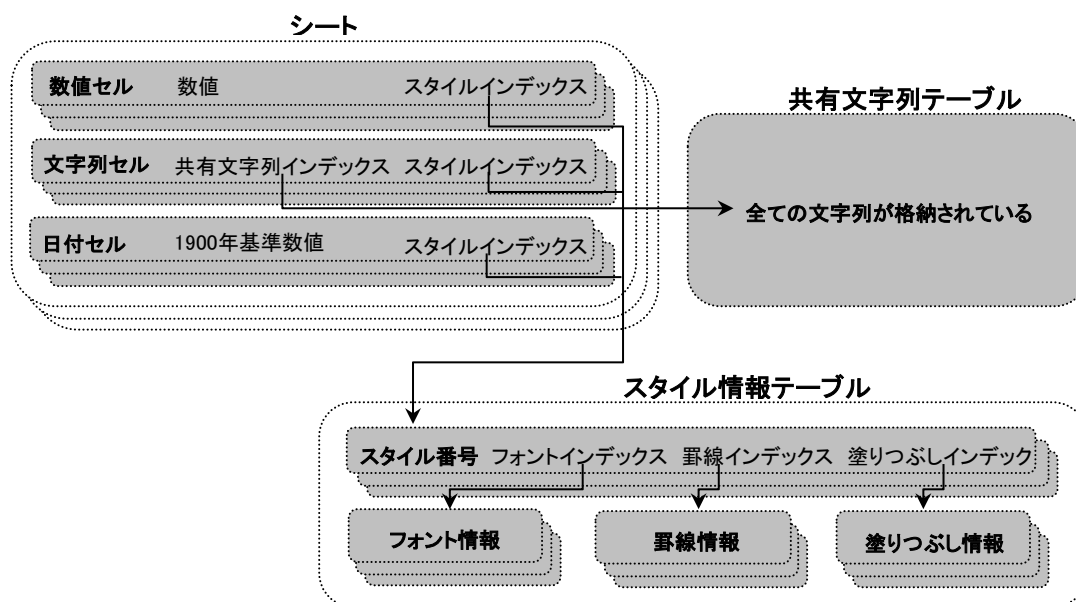 シート
数値セル 数値 スタイルインデックス
共有文字列テーブル
文字列セル 共有文字列インデックス スタイルインデックス
全ての文字列が格納されている
日付セル 1900年基準数値 スタイルインデックス
スタイル情報テーブル
スタイル番号 フォントインデックス 罫線インデックス 塗りつぶしインデック
フォント情報 罫線情報 塗りつぶし情報